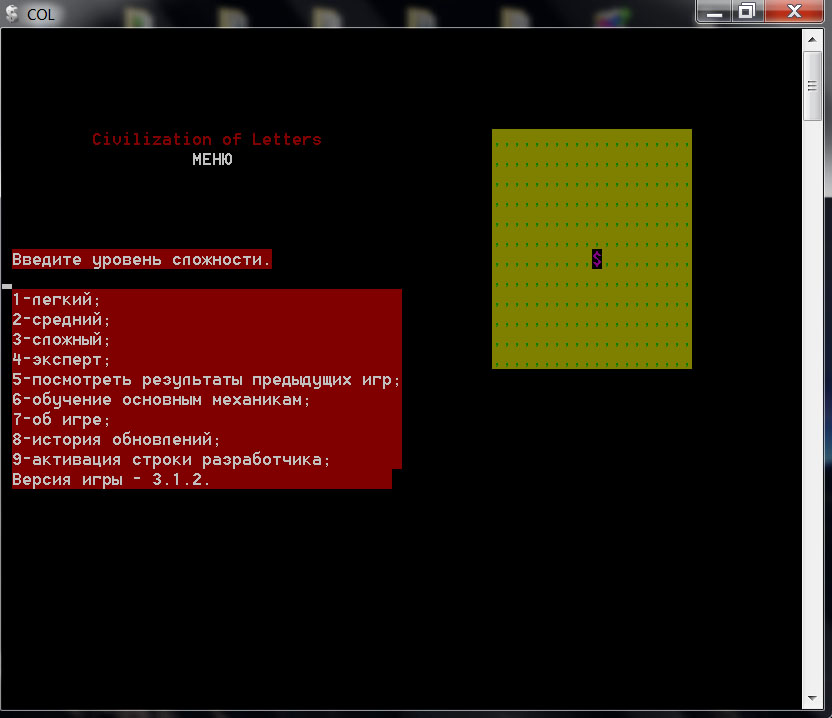 COL
Civilization of Letters
МЕНЮ
Введите уровень сложности.
1-легкий;
2-средний;
3-сложный;
4-эксперт;
5-посмотреть результаты предыдущих игр;
6-обучение основным механикам;
7-об игре;
8-история обновлений;
9-активация строки разработчика;
Версия игры - 3.1.2.
$